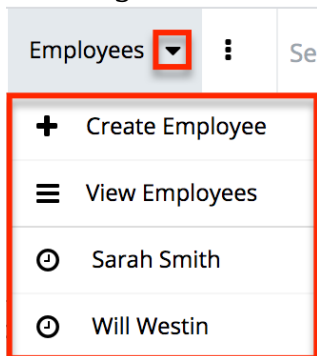 Employees Se
Create Employee
View Employees
Sarah Smith
Will Westin